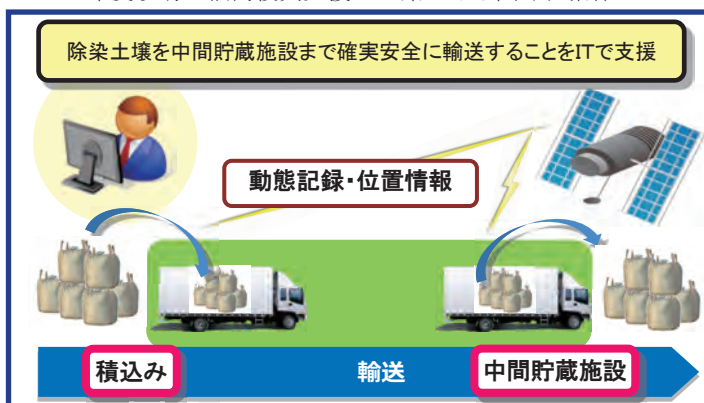 除染土壌を中間貯蔵施設まで確実安全に輸送することをITで支援
動態記録・位置情報
積込み
輸送
中間貯蔵施設